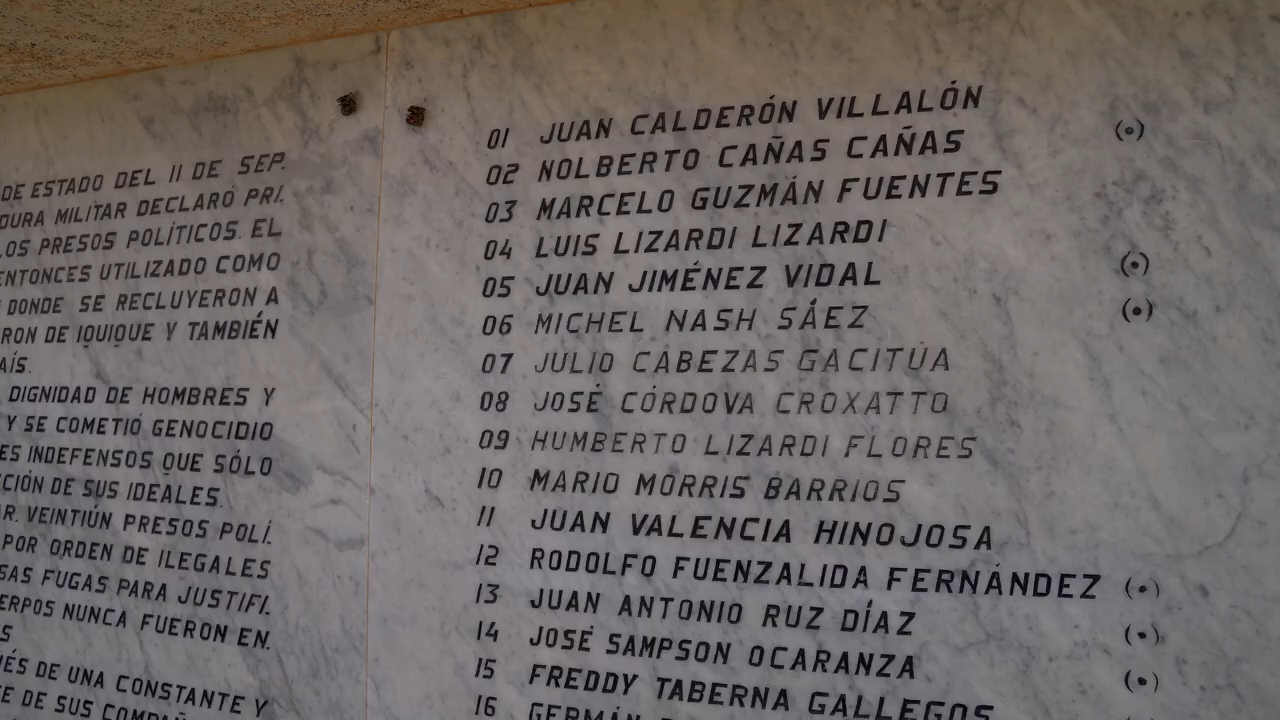 DE ESTADO DEL 11 DE SEP.
DURA MILITAR DECLARÓ PRI.
LOS PRESOS POLÍTICOS. EL
ENTONCES UTILIZADO COMO
DONDE SE RECLUYERON A
RON DE IQUIQUE Y TAMBIÉN
AÍS.
DIGNIDAD DE HOMBRES Y
Y SE COMETIÓ GENOCIDIO
ES INDEFENSOS QUE SÓLO
CIÓN DE SUS IDEALES.
R. VEINTIÚN PRESOS POLÍ.
POR ORDEN DE ILEGALES
SAS FUGAS PARA JUSTIFI.
ERPOS NUNCA FUERON EN.
S
ÉS DE UNA CONSTANTE Y
E DE SUS COMPAÑ
01 JUAN CALDERÓN VILLALÓN
02 NOLBERTO CAÑAS CAÑAS (•)
03 MARCELO GUZMÁN FUENTES
04 LUIS LIZARDI LIZARDI
05 JUAN JIMÉNEZ VIDAL (•)
06 MICHEL NASH SÁEZ (•)
07 JULIO CABEZAS GACITÚA
08 JOSÉ CÓRDOVA CROXATTO
09 HUMBERTO LIZARDI FLORES
10 MARIO MORRIS BARRIOS
11 JUAN VALENCIA HINOJOSA
12 RODOLFO FUENZALIDA FERNÁNDEZ (•)
13 JUAN ANTONIO RUZ DÍAZ (•)
14 JOSÉ SAMPSON OCARANZA (•)
15 FREDDY TABERNA GALLEGOS
16 GERMÁN